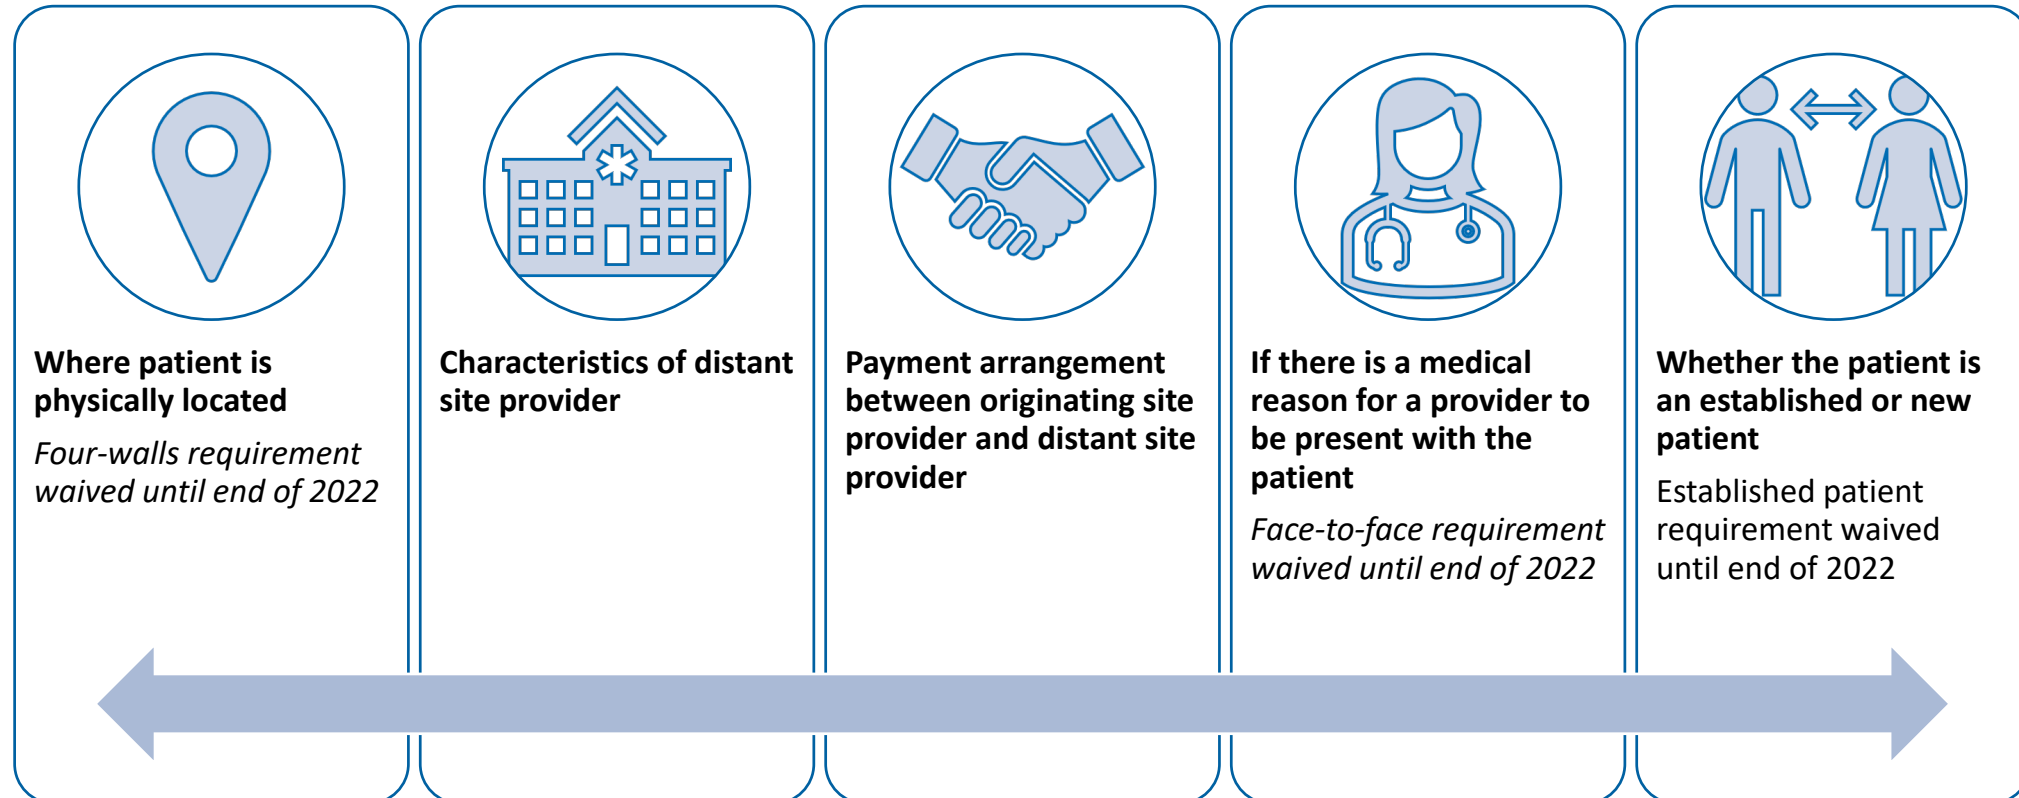 Where patient is
physically located
Four-walls requirement
waived until end of 2022
Characteristics of distant
site provider
Payment arrangement
between originating site
provider and distant site
provider
If there is a medical
reason for a provider to
be present with the
patient
Face-to-face requirement
waived until end of 2022
Whether the patient is
an established or new
patient
Established patient
requirement waived
until end of 2022